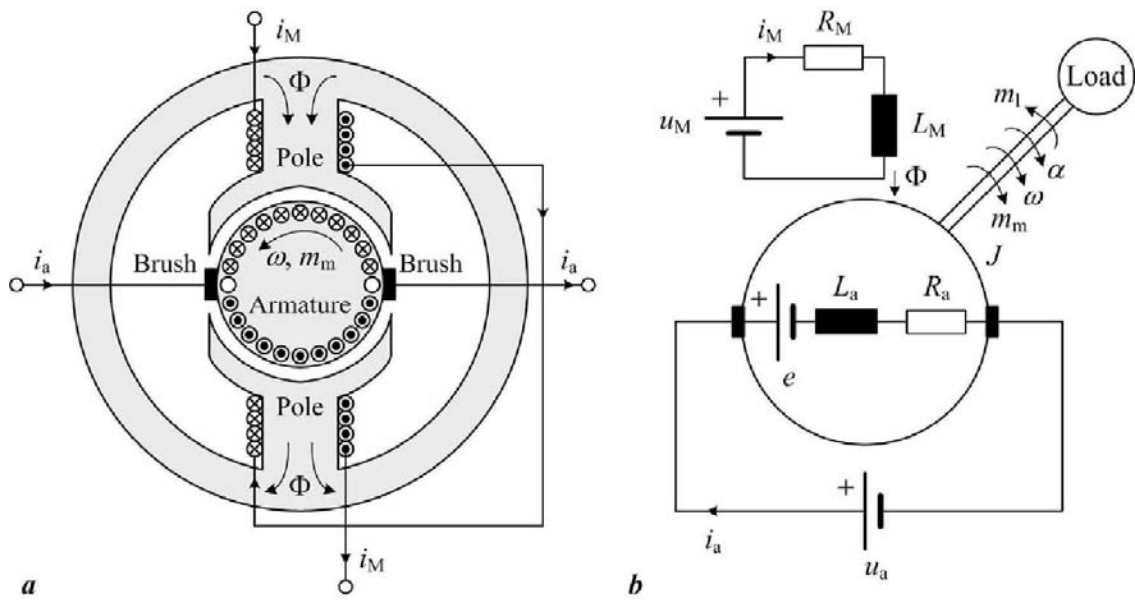 i_M
Φ
Pole
i_a
Brush
ω, m_m
Brush
i_a
Armature
Pole
Φ
i_M
a
i_M
R_M
+
u_M
L_M
Φ
Load
m_l
α
ω
m_m
J
+
L_a
R_a
e
+
i_a
u_a
b